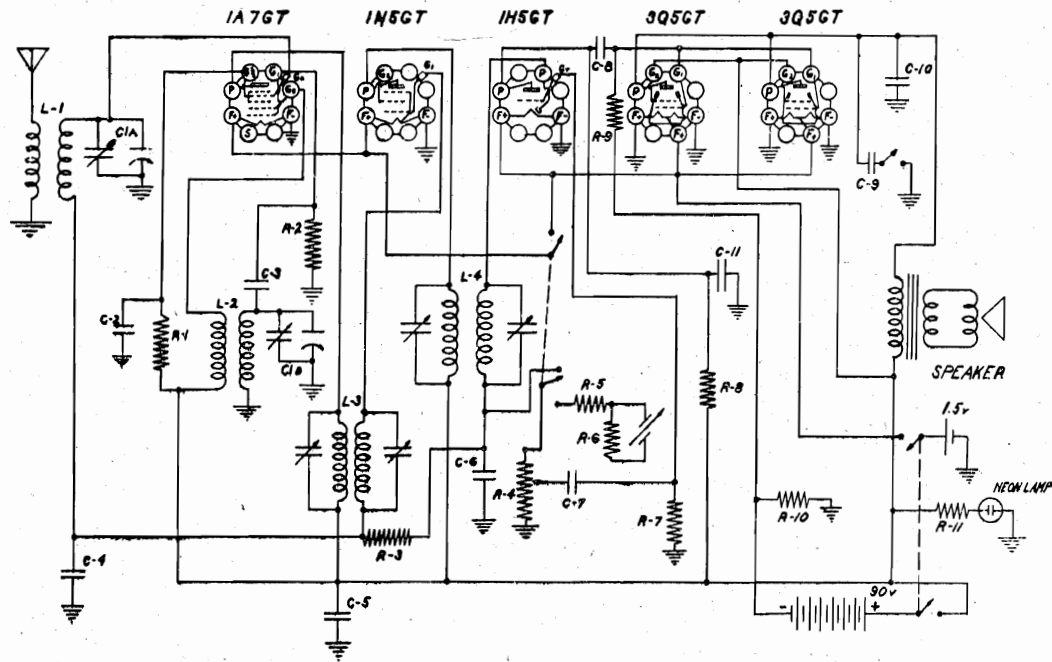 1A7GT 1N5GT 1H5GT 3Q5GT 3Q5GT
L-1
C1A
C-8
C-10
R-9
C-9
R-2
C-3
C-11
L-4
L-2
C-2
R-1
C1B
R-8
SPEAKER
R-5
R-6
1.5v
L-3
C-6
R-4
C-7
NEON LAMP
R-7
R-10
R-11
R-3
C-4
C-5
90v
- +